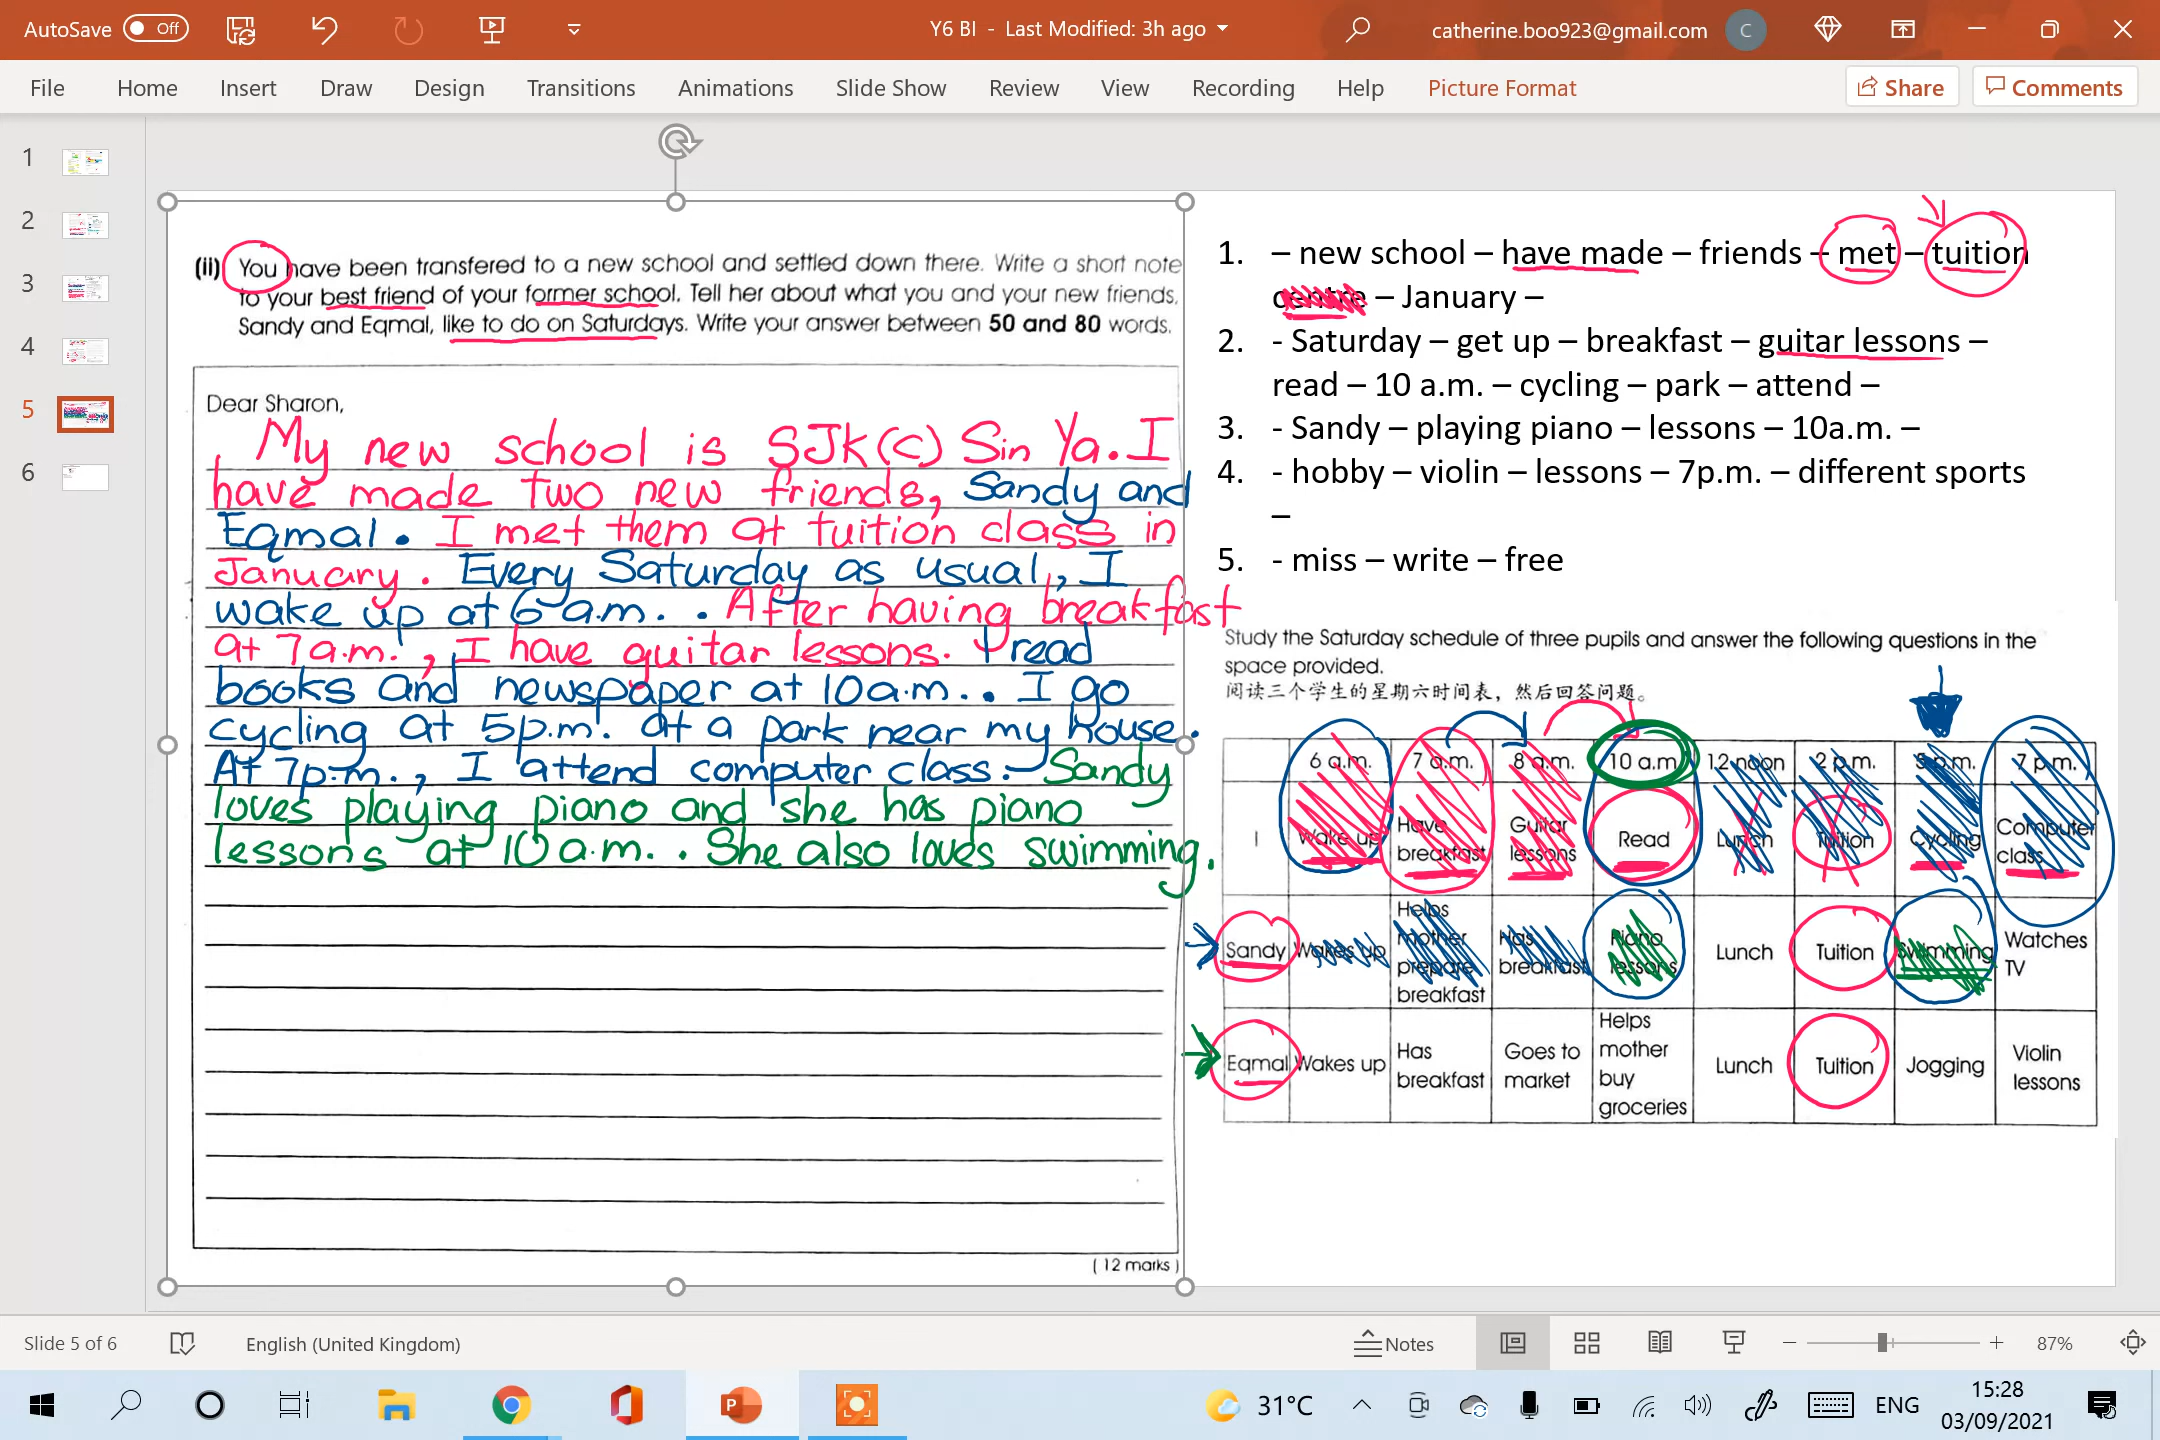 AutoSave Off
Y6 BI - Last Modified: 3h ago
catherine.boo923@gmail.com
C
File Home Insert Draw Design Transitions Animations Slide Show Review View Recording Help Picture Format
Share Comments
1
2
3
4
5
6
(ii) You have been transfered to a new school and settled down there. Write a short note
to your best friend of your former school. Tell her about what you and your new friends,
Sandy and Eqmal, like to do on Saturdays. Write your answer between 50 and 80 words.
Dear Sharon,
My new school is SJK(C) Sin Ya. I
have made two new friends, Sandy and
Eqmal. I met them at tuition class in
January. Every Saturday as usual, I
wake up at 6 a.m. . After having breakfast
at 7 a.m., I have guitar lessons. I read
books and newspaper at 10 a.m. . I go
cycling at 5 p.m. at a park near my house.
At 7 p.m., I attend computer class. Sandy
loves playing piano and she has piano
lessons at 10 a.m. . She also loves swimming.
( 12 marks )
1. – new school – have made – friends – met – tuition
centre – January –
2. - Saturday – get up – breakfast – guitar lessons –
read – 10 a.m. – cycling – park – attend –
3. - Sandy – playing piano – lessons – 10a.m. –
4. - hobby – violin – lessons – 7p.m. – different sports
–
5. - miss – write – free
Study the Saturday schedule of three pupils and answer the following questions in the
space provided.
阅读三个学生的星期六时间表，然后回答问题。
6 a.m. 7 a.m. 8 a.m. 10 a.m. 12 noon 2 p.m. 5 p.m. 7 p.m.
I Wake up Have breakfast Guitar lessons Read Lunch Tuition Cycling Computer class
Sandy Wakes up Helps mother prepare breakfast Has breakfast Piano lessons Lunch Tuition Swimming Watches TV
Eqmal Wakes up Has breakfast Goes to market Helps mother buy groceries Lunch Tuition Jogging Violin lessons
Slide 5 of 6
English (United Kingdom)
Notes
87%
P
31°C
ENG
15:28
03/09/2021